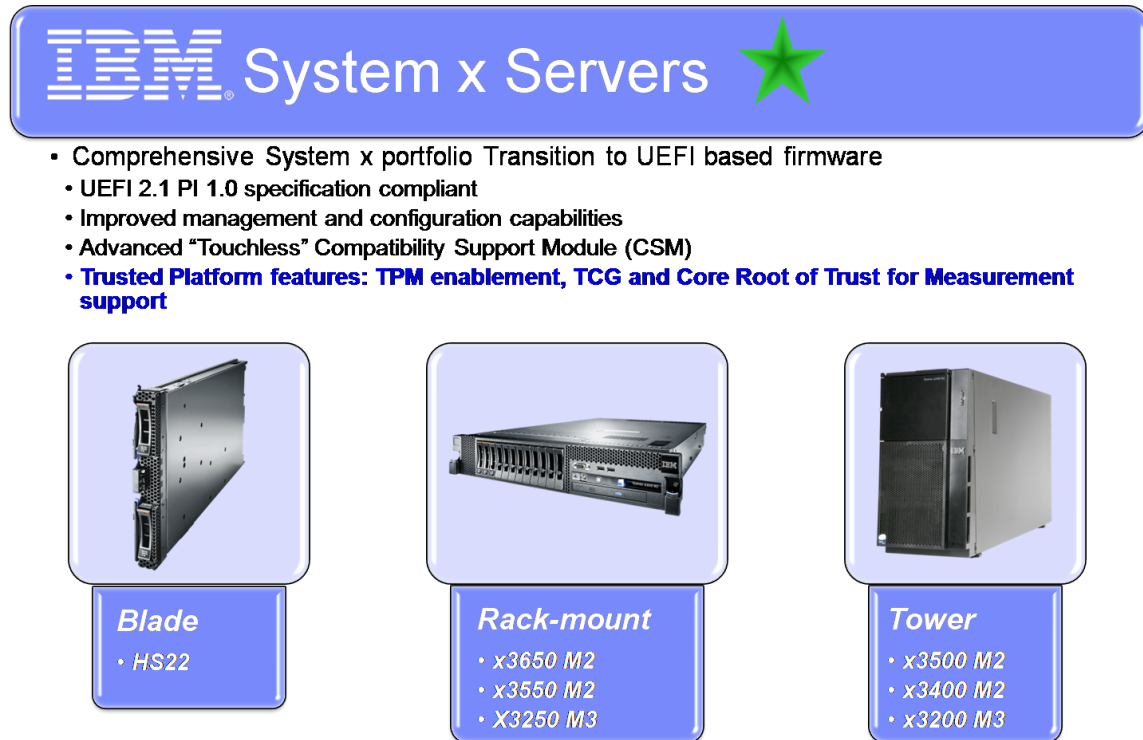 IBM® System x Servers
• Comprehensive System x portfolio Transition to UEFI based firmware
• UEFI 2.1 PI 1.0 specification compliant
• Improved management and configuration capabilities
• Advanced “Touchless” Compatibility Support Module (CSM)
• Trusted Platform features: TPM enablement, TCG and Core Root of Trust for Measurement
support
IBM
IBM
Blade
• HS22
Rack-mount
• x3650 M2
• x3550 M2
• X3250 M3
Tower
• x3500 M2
• x3400 M2
• x3200 M3